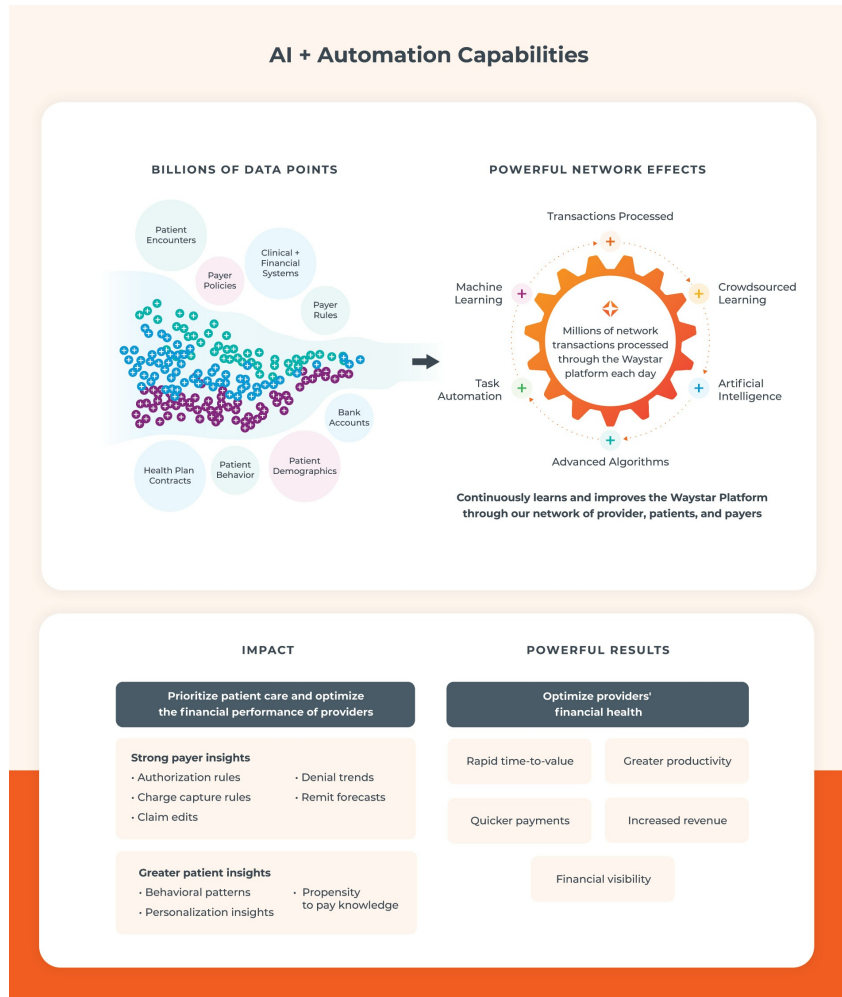 AI + Automation Capabilities
BILLIONS OF DATA POINTS
Patient
Encounters
Payer
Policies
Clinical +
Financial
Systems
Payer
Rules
Bank
Accounts
Health Plan
Contracts
Patient
Behavior
Patient
Demographics
POWERFUL NETWORK EFFECTS
Transactions Processed
Machine
Learning
Crowdsourced
Learning
Millions of network
transactions processed
through the Waystar
platform each day
Task
Automation
Artificial
Intelligence
Advanced Algorithms
Continuously learns and improves the Waystar Platform
through our network of provider, patients, and payers
IMPACT
Prioritize patient care and optimize
the financial performance of providers
Strong payer insights
• Authorization rules
• Charge capture rules
• Claim edits
• Denial trends
• Remit forecasts
Greater patient insights
• Behavioral patterns
• Personalization insights
• Propensity
to pay knowledge
POWERFUL RESULTS
Optimize providers'
financial health
Rapid time-to-value
Greater productivity
Quicker payments
Increased revenue
Financial visibility